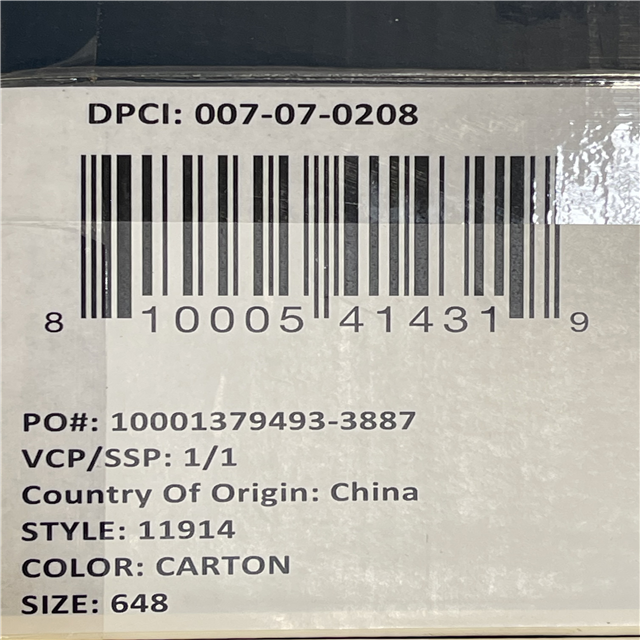 DPCI: 007-07-0208
8 10005 41431 9
PO#: 10001379493-3887
VCP/SSP: 1/1
Country Of Origin: China
STYLE: 11914
COLOR: CARTON
SIZE: 648